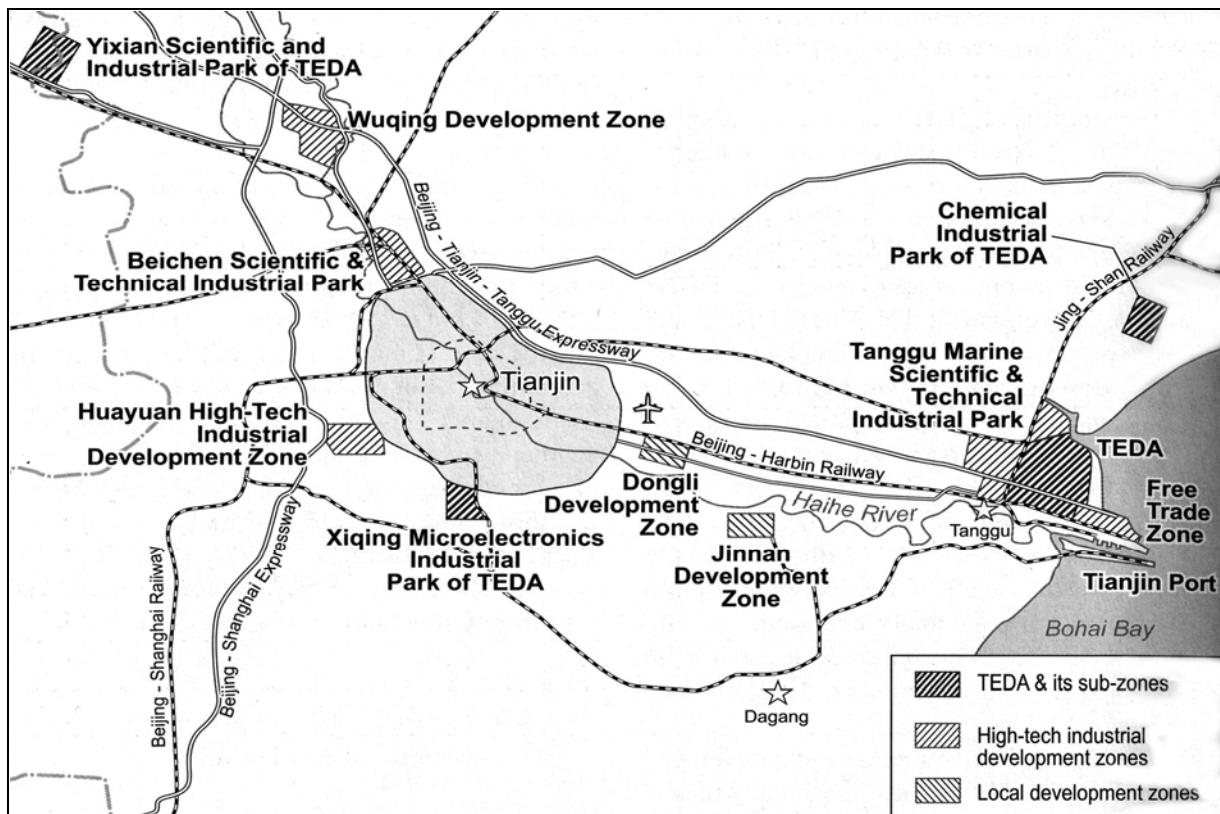 Yixian Scientific and
Industrial Park of TEDA
Wuqing Development Zone
Beijing - Tianjin - Tanggu Expressway
Chemical
Industrial
Park of TEDA
Jing - Shan Railway
Beichen Scientific &
Technical Industrial Park
Tianjin
Tanggu Marine
Scientific &
Technical
Industrial Park
Huayuan High-Tech
Industrial
Development Zone
Beijing - Harbin Railway
TEDA
Dongli
Development
Zone
Haihe River
Free
Trade
Zone
Tanggu
Xiqing Microelectronics
Industrial
Park of TEDA
Jinnan
Development
Zone
Tianjin Port
Beijing - Shanghai Railway
Beijing - Shanghai Expressway
Bohai Bay
Dagang
TEDA & its sub-zones
High-tech industrial
development zones
Local development zones